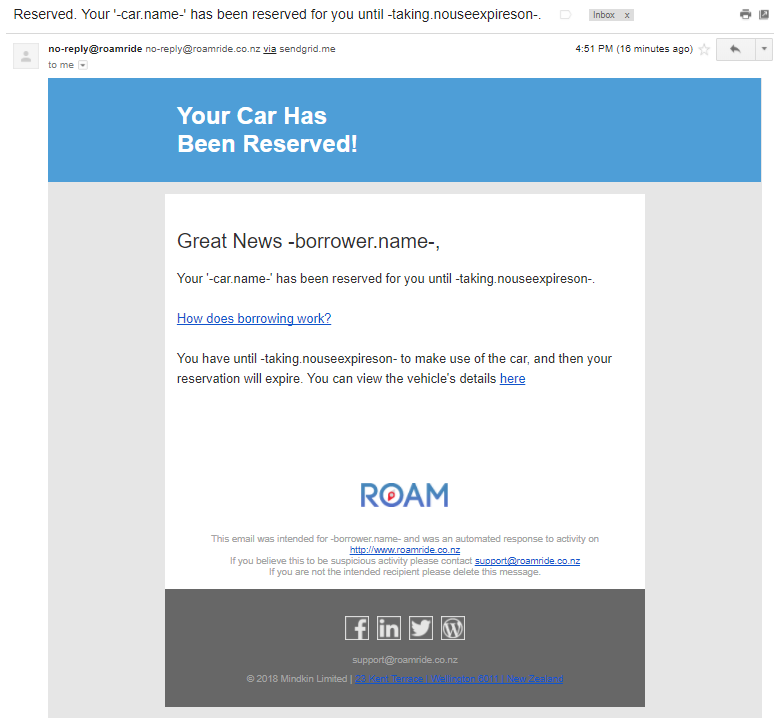 Reserved. Your '-car.name-' has been reserved for you until -taking.nouseexpireson-.
Inbox x
no-reply@roamride no-reply@roamride.co.nz via sendgrid.me
4:51 PM (16 minutes ago)
to me
Your Car Has
Been Reserved!
Great News -borrower.name-,
Your '-car.name-' has been reserved for you until -taking.nouseexpireson-.
How does borrowing work?
You have until -taking.nouseexpireson- to make use of the car, and then your
reservation will expire. You can view the vehicle's details here
ROAM
This email was intended for -borrower.name- and was an automated response to activity on
http://www.roamride.co.nz
If you believe this to be suspicious activity please contact support@roamride.co.nz
If you are not the intended recipient please delete this message.
support@roamride.co.nz
© 2018 Mindkin Limited | 23 Kent Terrace | Wellington 6011 | New Zealand